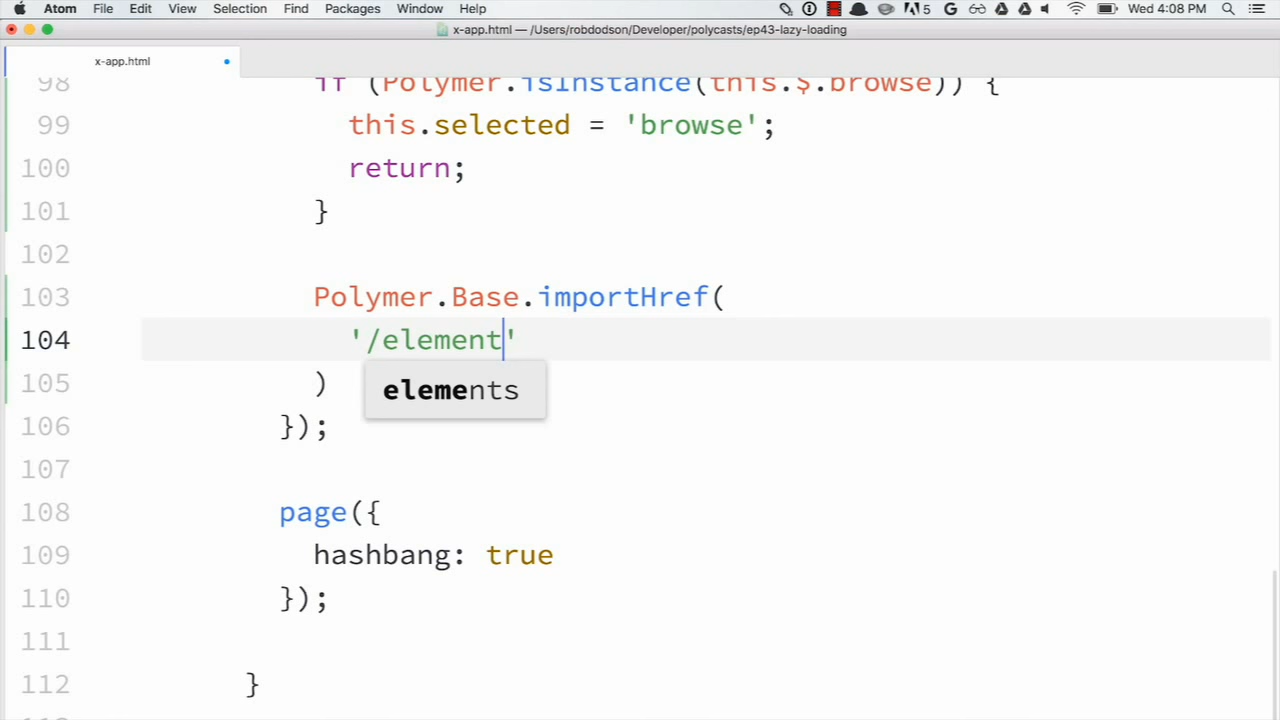 Atom File Edit View Selection Find Packages Window Help 5 Wed 4:08 PM
x-app.html — /Users/robdodson/Developer/polycasts/ep43-lazy-loading
x-app.html
98 if (Polymer.isInstance(this.$.browse)) {
99 this.selected = 'browse';
100 return;
101 }
102
103 Polymer.Base.importHref(
104 '/element'
elements
105 )
106 });
107
108 page({
109 hashbang: true
110 });
111
112 }